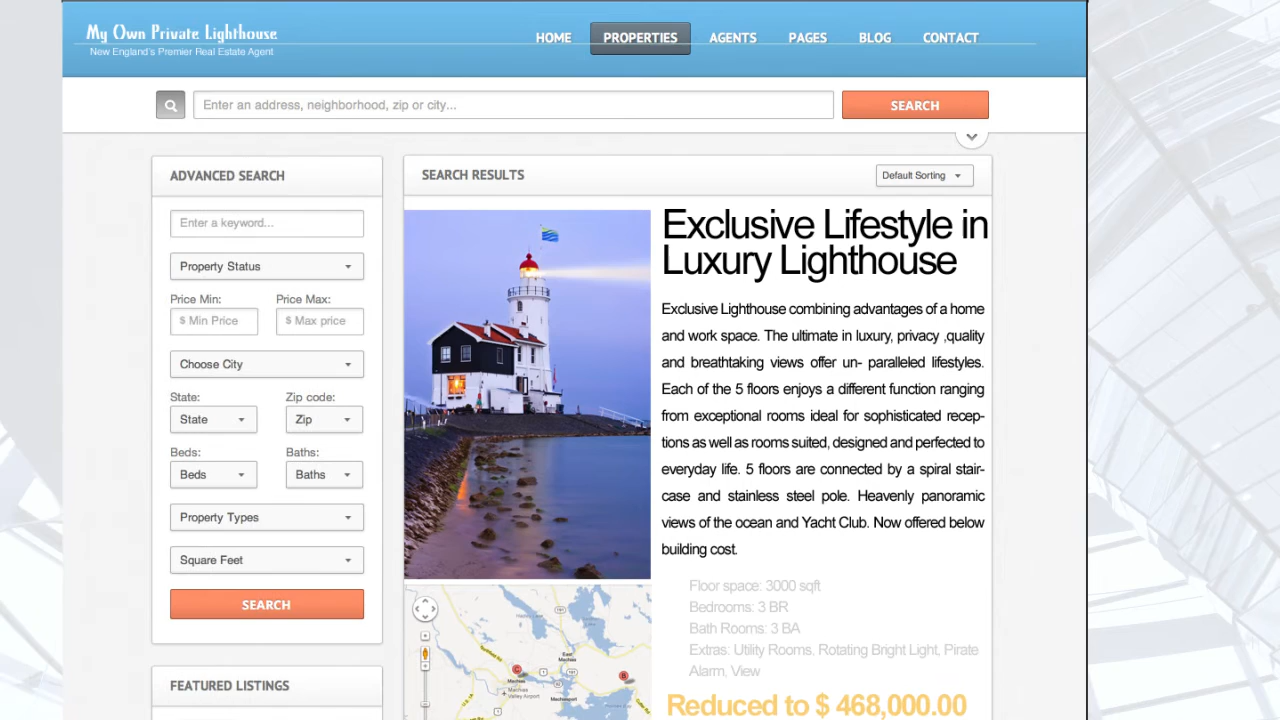 My Own Private Lighthouse
New England's Premier Real Estate Agent
HOME PROPERTIES AGENTS PAGES BLOG CONTACT
Enter an address, neighborhood, zip or city...
SEARCH
ADVANCED SEARCH
Enter a keyword...
Property Status
Price Min: Price Max:
$ Min Price $ Max price
Choose City
State: Zip code:
State Zip
Beds: Baths:
Beds Baths
Property Types
Square Feet
SEARCH
FEATURED LISTINGS
SEARCH RESULTS
Default Sorting
Exclusive Lifestyle in
Luxury Lighthouse
Exclusive Lighthouse combining advantages of a home
and work space. The ultimate in luxury, privacy ,quality
and breathtaking views offer un- paralleled lifestyles.
Each of the 5 floors enjoys a different function ranging
from exceptional rooms ideal for sophisticated recep-
tions as well as rooms suited, designed and perfected to
everyday life. 5 floors are connected by a spiral stair-
case and stainless steel pole. Heavenly panoramic
views of the ocean and Yacht Club. Now offered below
building cost.
Floor space: 3000 sqft
Bedrooms: 3 BR
Bath Rooms: 3 BA
Extras: Utility Rooms, Rotating Bright Light, Pirate
Alarm, View
Reduced to $ 468,000.00
East
Machias
Machias
Machias
Valley Airport
Machiasport